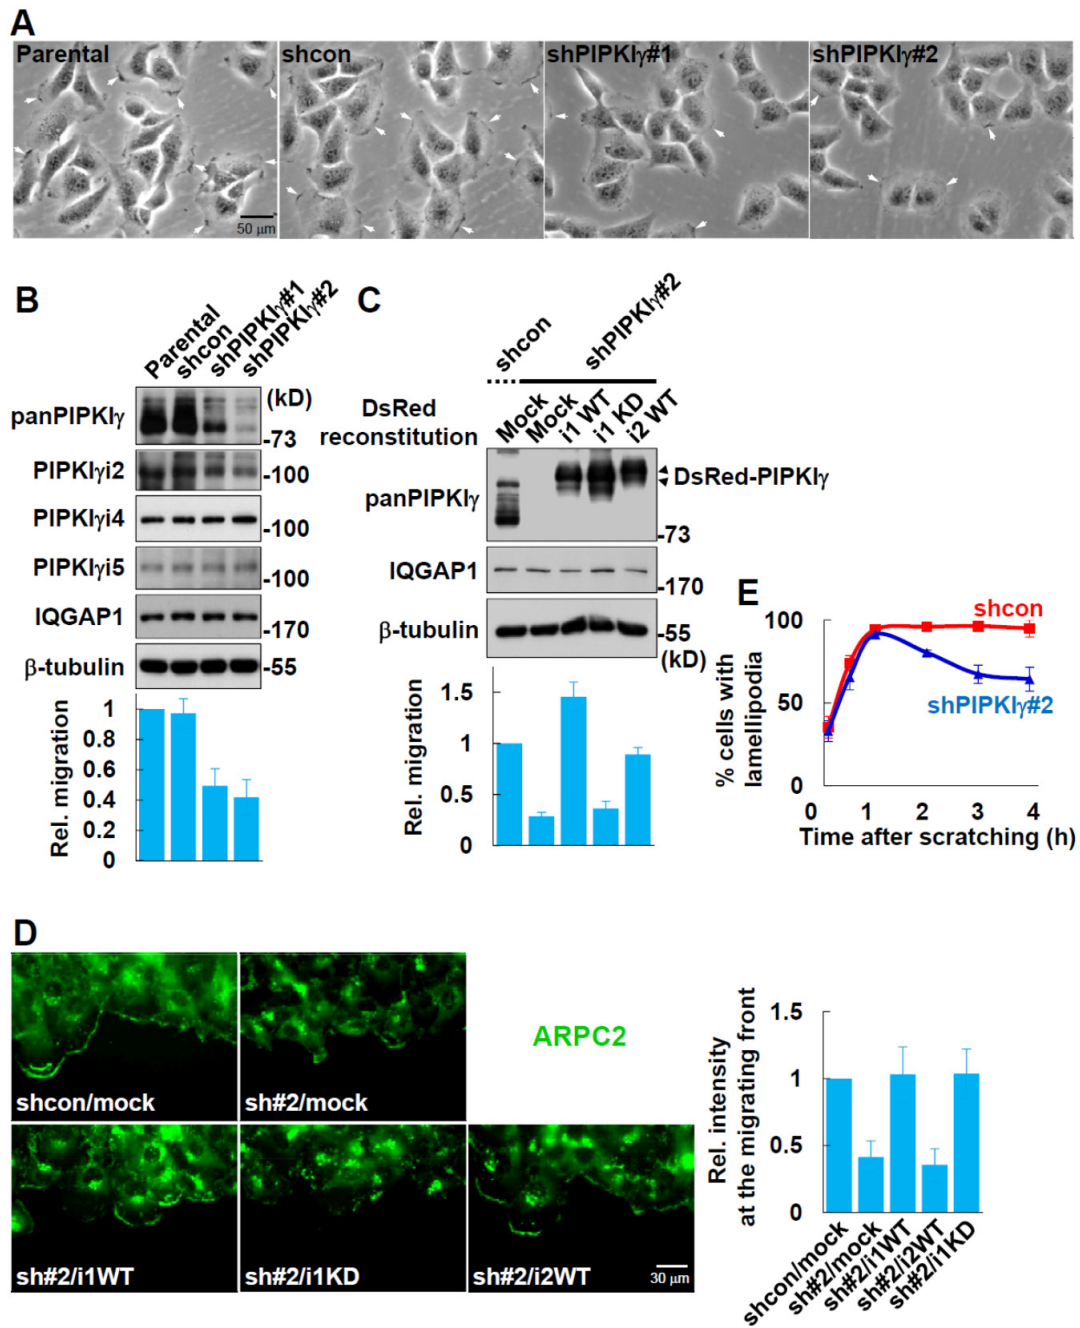 A
Parental
shcon
shPIPKIγ#1
shPIPKIγ#2
50 μm
B
Parental
shcon
shPIPKIγ#1
shPIPKIγ#2
(kD)
panPIPKIγ
-73
PIPKIγi2
-100
PIPKIγi4
-100
PIPKIγi5
-100
IQGAP1
-170
β-tubulin
-55
Rel. migration
1
0.8
0.6
0.4
0.2
0
C
shcon
shPIPKIγ#2
DsRed
reconstitution
Mock
Mock
i1 WT
i1 KD
i2 WT
panPIPKIγ
DsRed-PIPKIγ
-73
IQGAP1
-170
β-tubulin
-55
(kD)
Rel. migration
1.5
1
0.5
0
E
% cells with
lamellipodia
100
50
0
shcon
shPIPKIγ#2
0 1 2 3 4
Time after scratching (h)
D
shcon/mock
sh#2/mock
ARPC2
sh#2/i1WT
sh#2/i1KD
sh#2/i2WT
30 μm
Rel. intensity
at the migrating front
1.5
1
0.5
0
shcon/mock
sh#2/mock
sh#2/i1WT
sh#2/i2WT
sh#2/i1KD